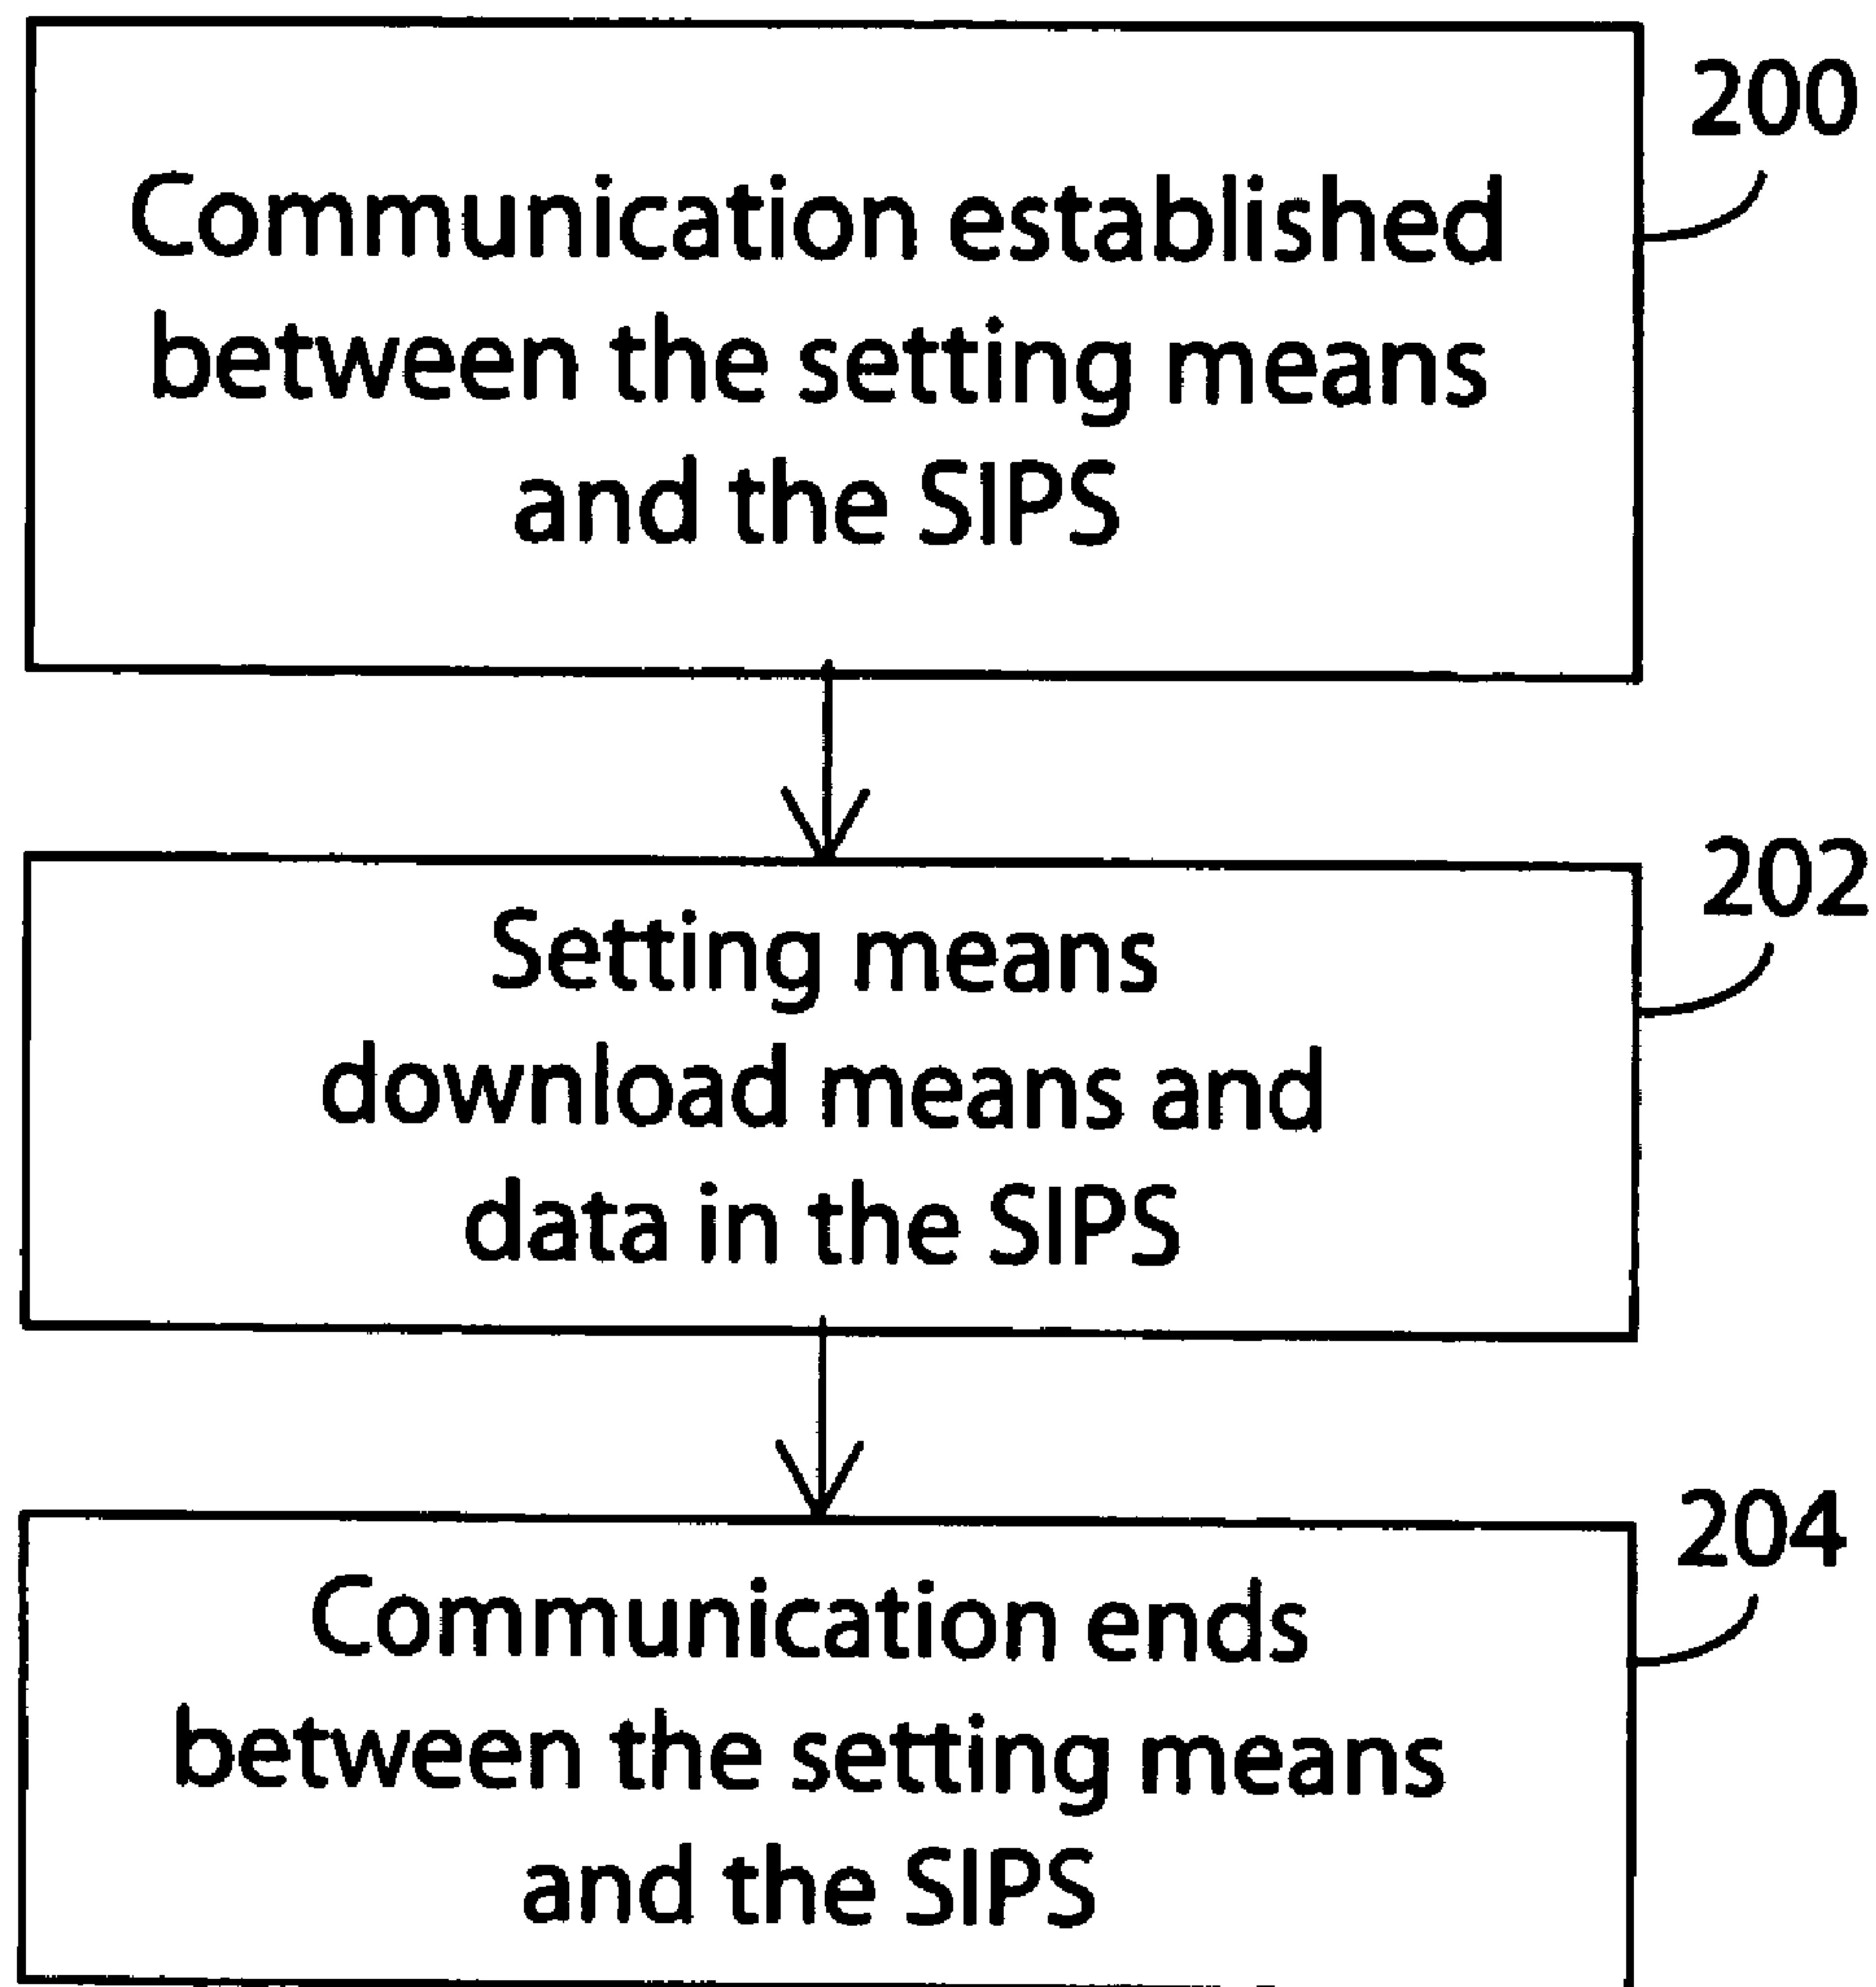 200
Communication established
between the setting means
and the SIPS
202
Setting means
download means and
data in the SIPS
204
Communication ends
between the setting means
and the SIPS